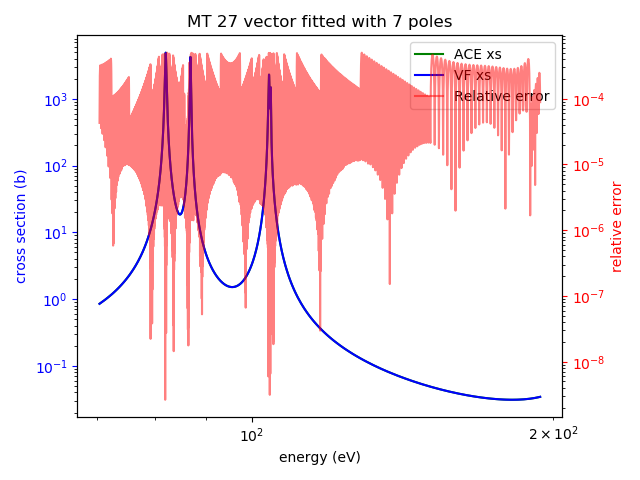 MT 27 vector fitted with 7 poles
ACE xs
VF xs
Relative error
cross section (b)
10³
10²
10¹
10⁰
10⁻¹
10⁻⁴
10⁻⁵
10⁻⁶
10⁻⁷
10⁻⁸
relative error
10²
2 × 10²
energy (eV)